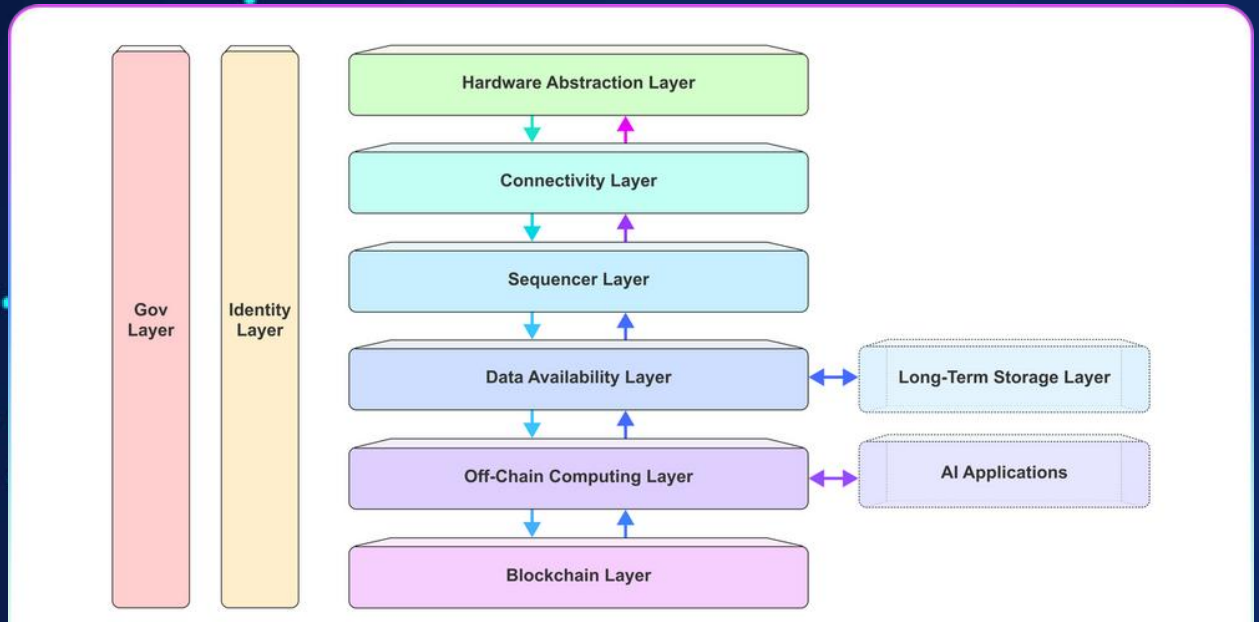 Hardware Abstraction Layer
Connectivity Layer
Sequencer Layer
Gov
Layer
Identity
Layer
Data Availability Layer
Long-Term Storage Layer
Off-Chain Computing Layer
AI Applications
Blockchain Layer